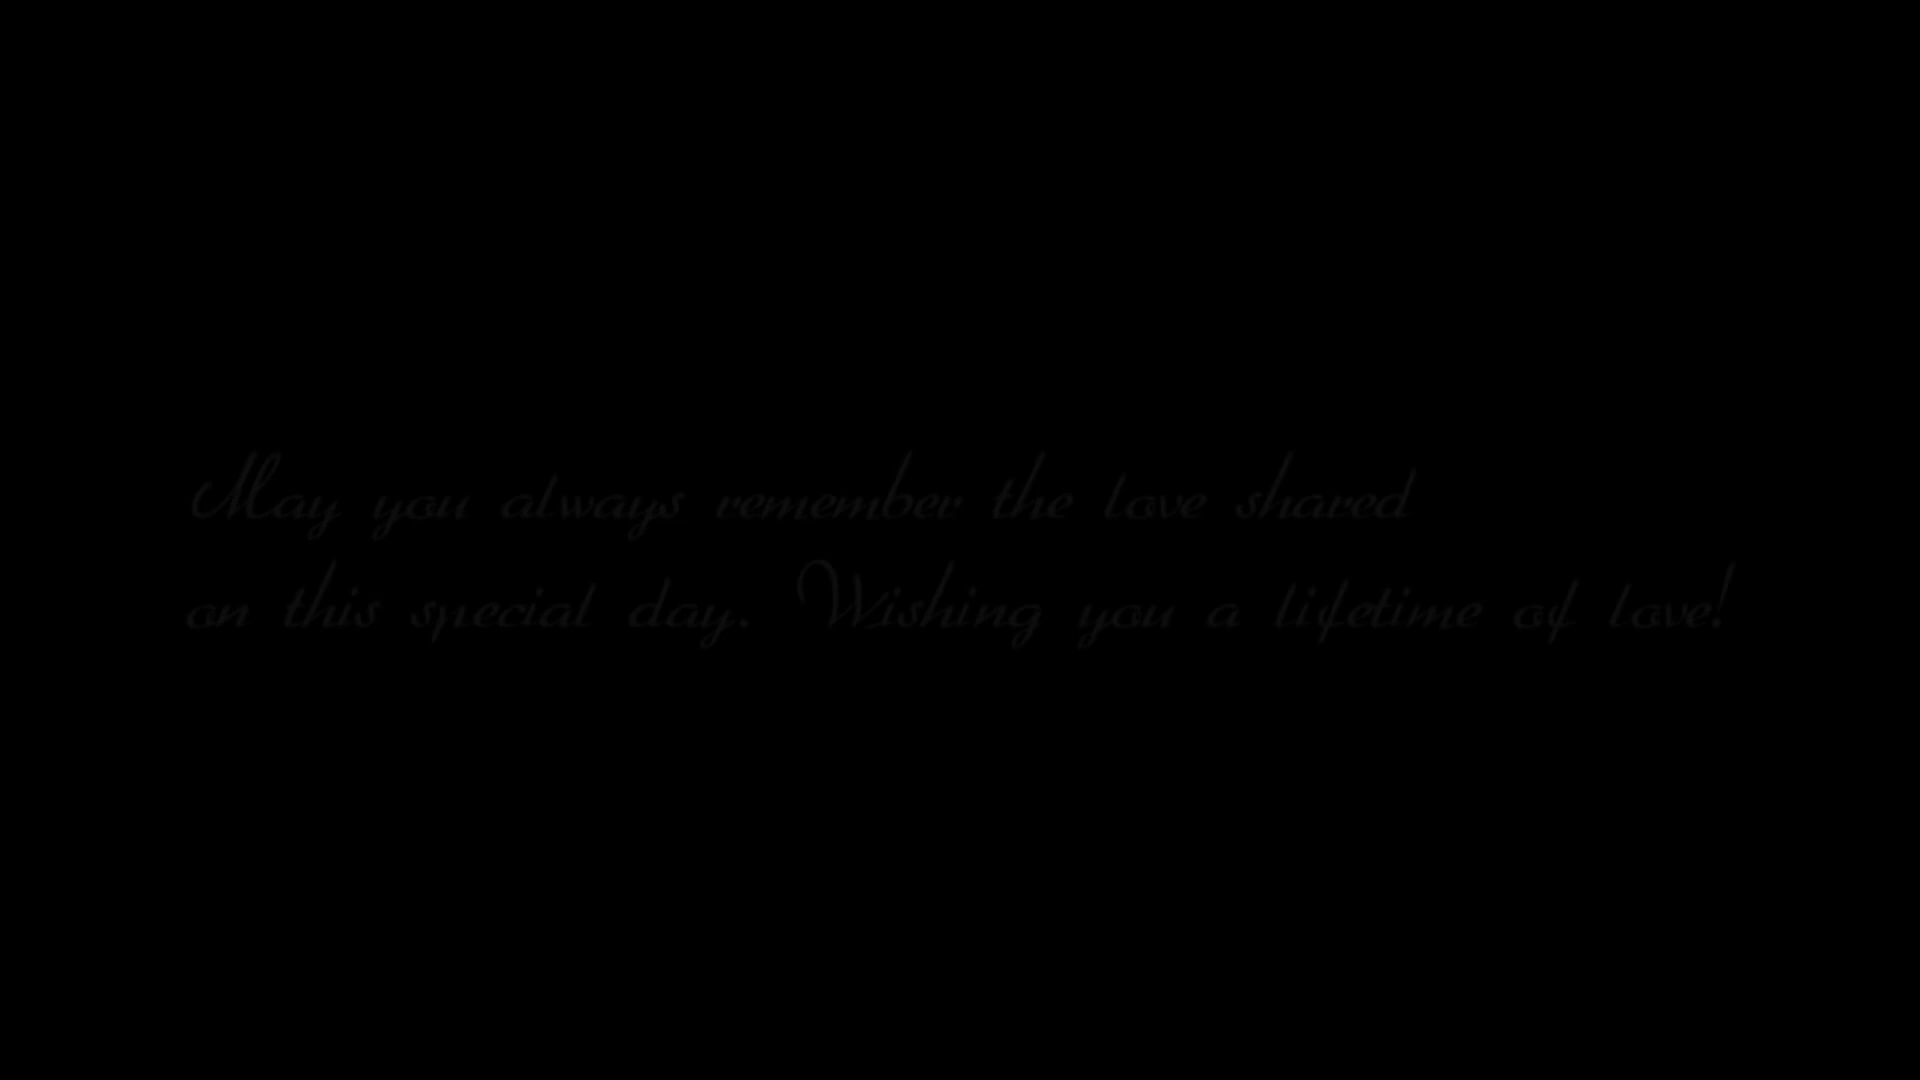 May you always remember the love shared
on this special day. Wishing you a lifetime of love!